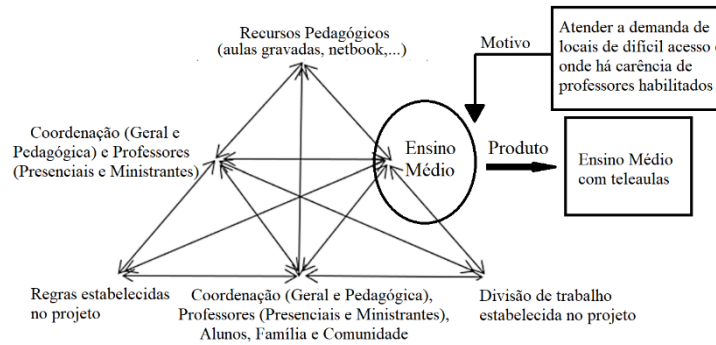 Recursos Pedagógicos
(aulas gravadas, netbook,...)
Motivo
Atender a demanda de
locais de difícil acesso e
onde há carência de
professores habilitados
Coordenação (Geral e
Pedagógica) e Professores
(Presenciais e Ministrantes)
Ensino
Médio
Produto
Ensino Médio
com teleaulas
Regras estabelecidas
no projeto
Coordenação (Geral e Pedagógica),
Professores (Presenciais e Ministrantes),
Alunos, Família e Comunidade
Divisão de trabalho
estabelecida no projeto